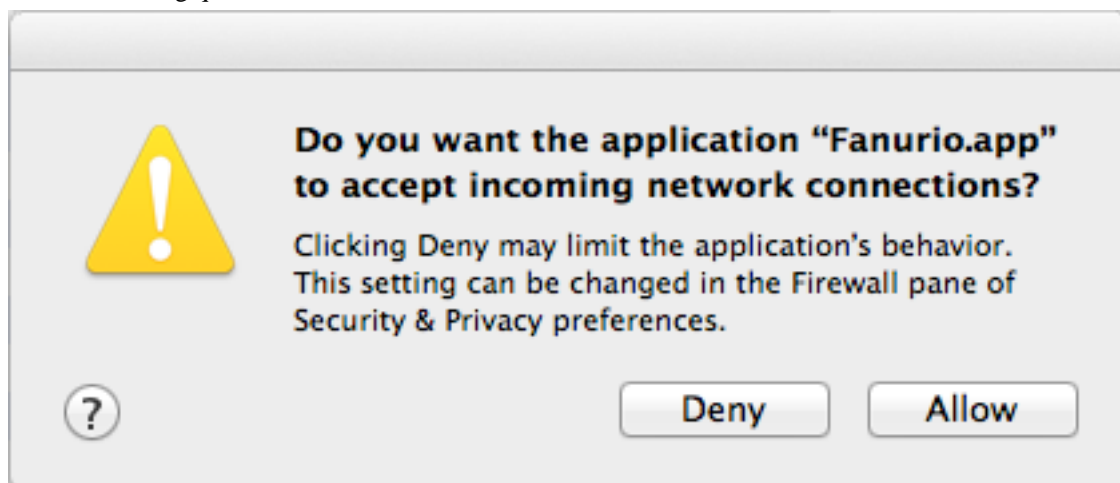 Do you want the application “Fanurio.app”
to accept incoming network connections?
Clicking Deny may limit the application's behavior.
This setting can be changed in the Firewall pane of
Security & Privacy preferences.
?
Deny
Allow